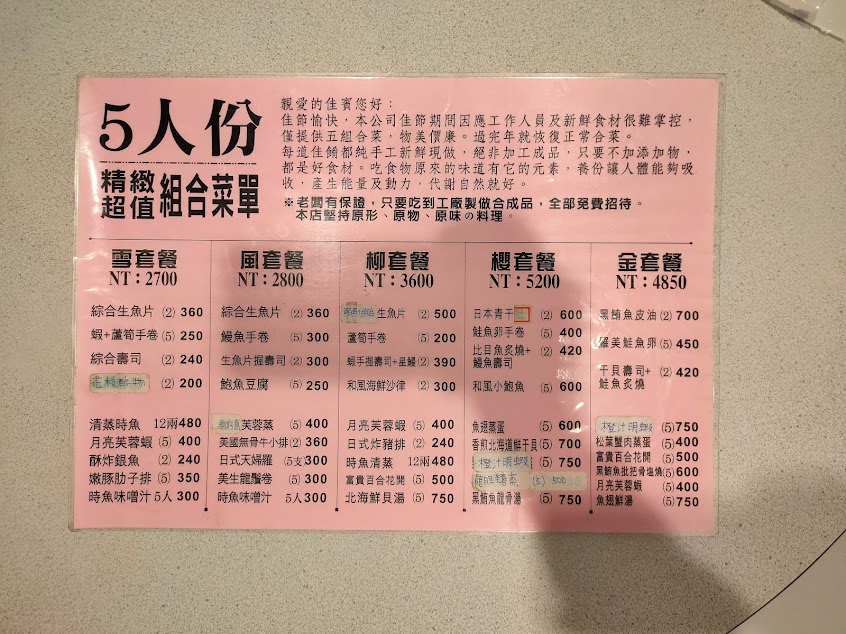 5人份
精緻
超值
組合菜單
親愛的佳賓您好：
佳節愉快，本公司佳節期間因應工作人員及新鮮食材很難掌控，
僅提供五組合菜，物美價廉。過完年就恢復正常合菜。
每道佳餚都純手工新鮮現做，絕非加工成品，只要不加添加物，
都是好食材。吃食物原來的味道有它的元素，養份讓人體能夠吸
收，產生能量及動力，代謝自然就好。
※老闆有保證，只要吃到工廠製做合成品，全部免費招待。
本店堅持原形、原物、原味の料理。
雪套餐
NT：2700
綜合生魚片 (2) 360
蝦+蘆筍手卷 (5) 250
綜合壽司 (2) 240
(2) 200
清蒸時魚 12兩480
月亮芙蓉蝦 (5) 400
酥炸銀魚 (2) 240
嫩豚肋子排 (5) 350
時魚味噌汁 5人 300
風套餐
NT：2800
綜合生魚片 (2) 360
鰻魚手卷 (5) 300
生魚片握壽司 (2) 300
鮑魚豆腐 (5) 250
芙蓉蒸 (5) 400
美國無骨牛小排 (2) 360
日式天婦羅 (5支) 300
美生龍鬚卷 (5) 300
時魚味噌汁 5人 300
柳套餐
NT：3600
生魚片 (2) 500
蘆筍手卷 (5) 200
蝦手握壽司+星鰻 (2) 390
和風海鮮沙律 (2) 300
月亮芙蓉蝦 (5) 400
日式炸豬排 (2) 240
時魚清蒸 12兩480
富貴百合花開 (5) 500
北海鮮貝湯 (5) 750
櫻套餐
NT：5200
日本青干 (2) 600
鮭魚卵手卷 (5) 400
比目魚炙燒+
鰻魚壽司 (2) 420
和風小鮑魚 (5) 600
魚翅蒸蛋 (5) 600
香煎北海道鮮干貝 (5) 700
橙汁明蝦 (5) 750
(5) 500
黑鮪魚龍骨湯 (5) 750
金套餐
NT：4850
黑鮪魚皮油 (2) 700
羅美鮭魚卵 (5) 450
干貝壽司+
鮭魚炙燒 (2) 420
橙汁明蝦 (5) 750
松葉蟹肉蒸蛋 (5) 400
富貴百合花開 (5) 500
黑鮪魚枇杷骨塩燒 (5) 600
月亮芙蓉蝦 (5) 400
魚翅鮮湯 (5) 750